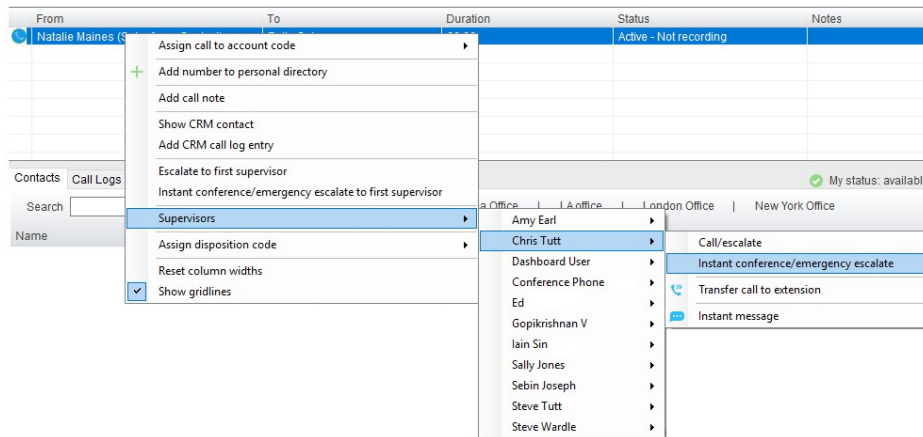 From To Duration Status Notes
Natalie Maines Active - Not recording
Assign call to account code
Add number to personal directory
Add call note
Show CRM contact
Add CRM call log entry
Escalate to first supervisor
Instant conference/emergency escalate to first supervisor
Supervisors
Assign disposition code
Reset column widths
Show gridlines
Contacts Call Logs My status: availabl
Search Office | LA office | London Office | New York Office
Name
Amy Earl
Chris Tutt
Dashboard User
Conference Phone
Ed
Gopikrishnan V
Iain Sin
Sally Jones
Sebin Joseph
Steve Tutt
Steve Wardle
Call/escalate
Instant conference/emergency escalate
Transfer call to extension
Instant message